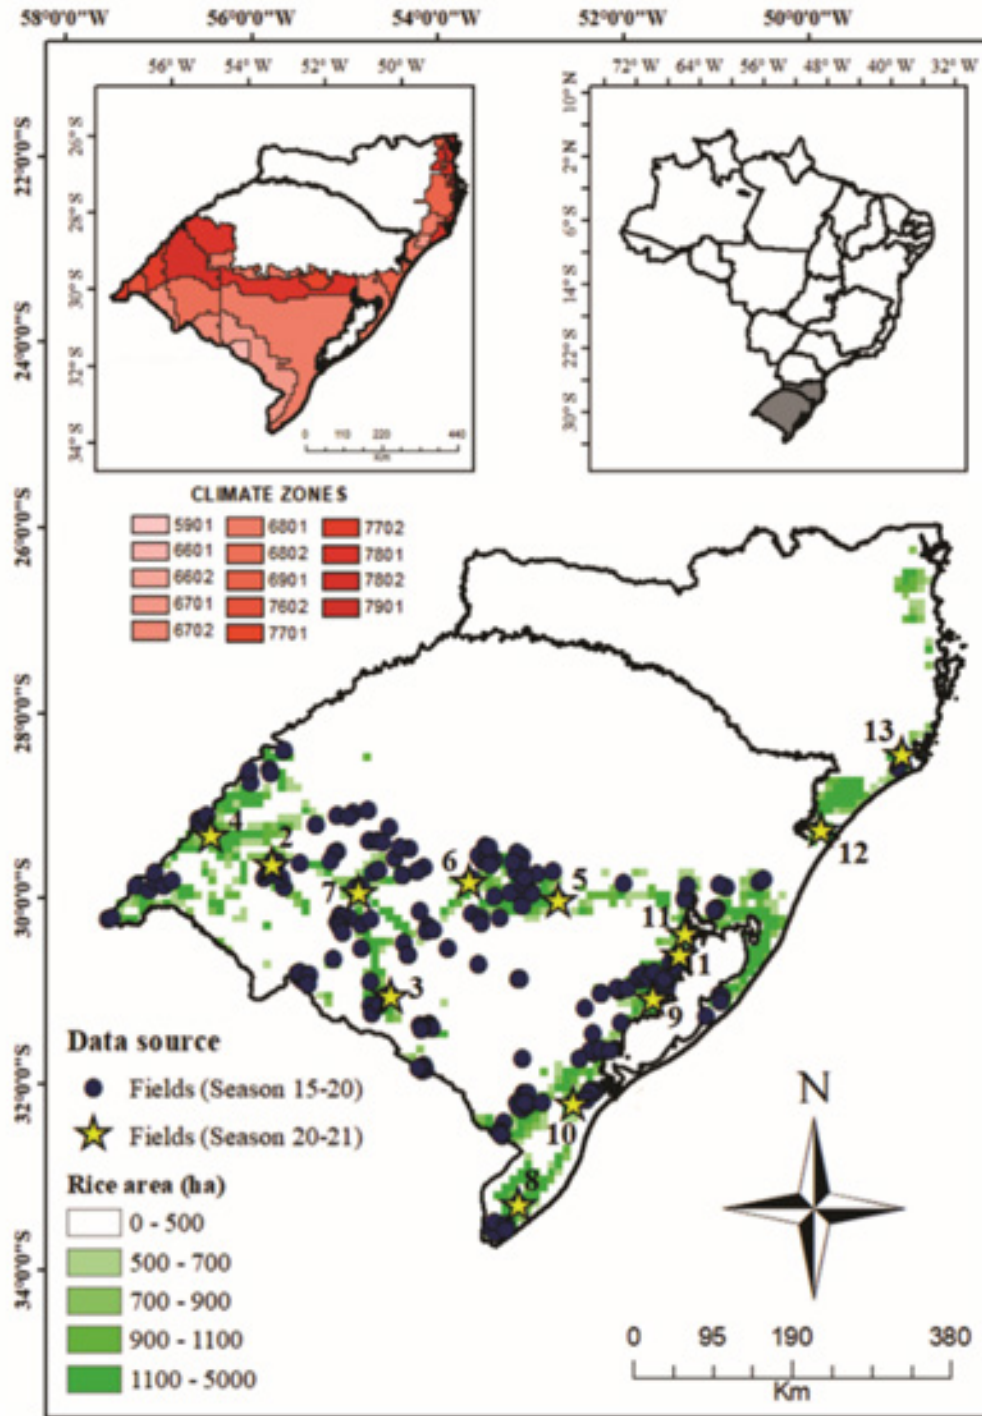 58°0'0"W 56°0'0"W 54°0'0"W 52°0'0"W 50°0'0"W
56° W 54° W 52° W 50° W
72° W 64° W 56° W 48° W 40° W 32° W
26°S
28°S
30°S
32°S
34°S
0 110 220 440
KM
10°N
2°N
6°S
14°S
22°S
30°S
22°0'0"S
24°0'0"S
26°0'0"S
28°0'0"S
30°0'0"S
32°0'0"S
34°0'0"S
CLIMATE ZONES
5901 6801 7702
6601 6802 7801
6602 6901 7802
6701 7602 7901
6702 7701
13
4
2
12
6
7
5
11
1
3
9
10
8
Data source
Fields (Season 15-20)
Fields (Season 20-21)
Rice area (ha)
0 - 500
500 - 700
700 - 900
900 - 1100
1100 - 5000
N
0 95 190 380
Km